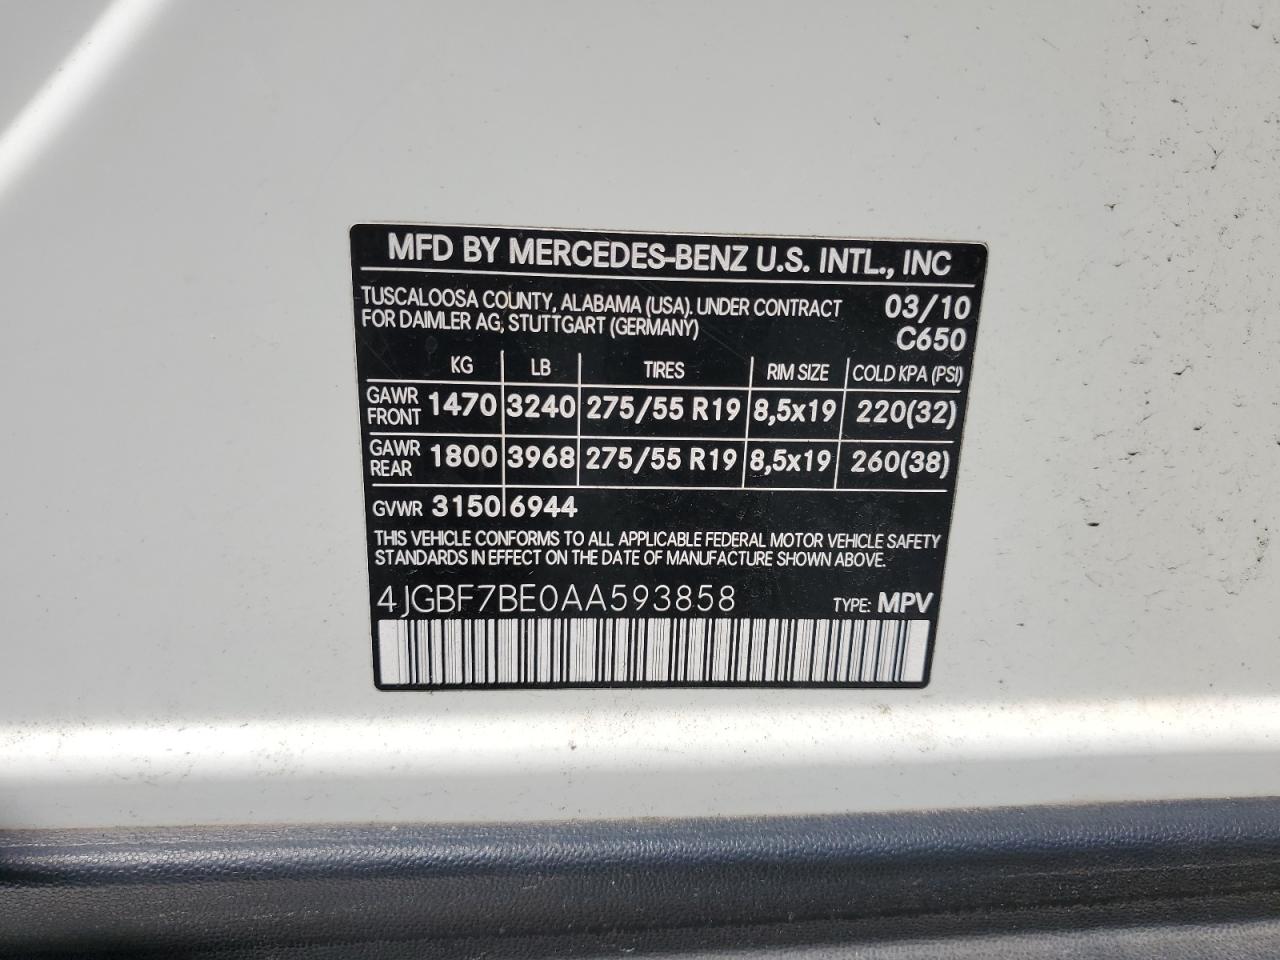 MFD BY MERCEDES-BENZ U.S. INTL., INC
TUSCALOOSA COUNTY, ALABAMA (USA). UNDER CONTRACT 03/10
FOR DAIMLER AG, STUTTGART (GERMANY) C650
KG LB TIRES RIM SIZE COLD KPA (PSI)
GAWR FRONT 1470 3240 275/55 R19 8,5x19 220(32)
GAWR REAR 1800 3968 275/55 R19 8,5x19 260(38)
GVWR 3150 6944
THIS VEHICLE CONFORMS TO ALL APPLICABLE FEDERAL MOTOR VEHICLE SAFETY
STANDARDS IN EFFECT ON THE DATE OF MANUFACTURE SHOWN ABOVE.
4JGBF7BE0AA593858 TYPE: MPV